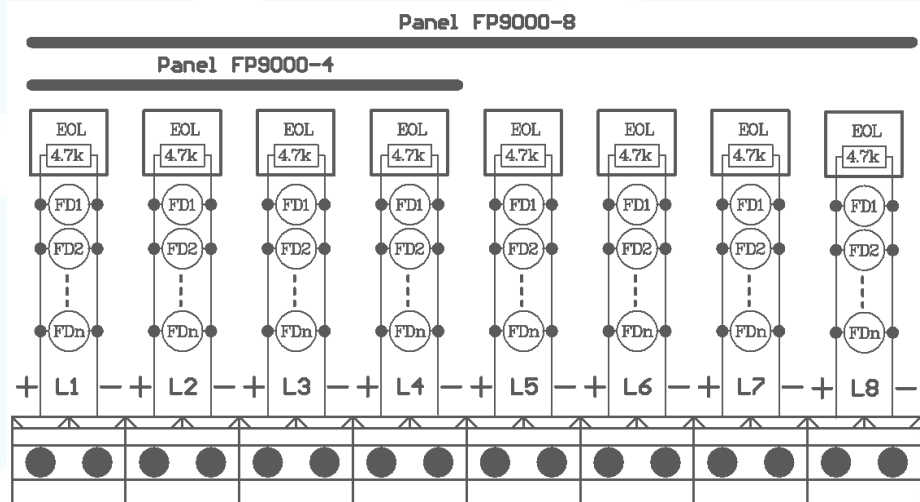 Panel FP9000-8
Panel FP9000-4
EOL EOL EOL EOL EOL EOL EOL EOL
4.7k 4.7k 4.7k 4.7k 4.7k 4.7k 4.7k 4.7k
FD1 FD1 FD1 FD1 FD1 FD1 FD1 FD1
FD2 FD2 FD2 FD2 FD2 FD2 FD2 FD2
FDn FDn FDn FDn FDn FDn FDn FDn
+ L1 - + L2 - + L3 - + L4 - + L5 - + L6 - + L7 - + L8 -